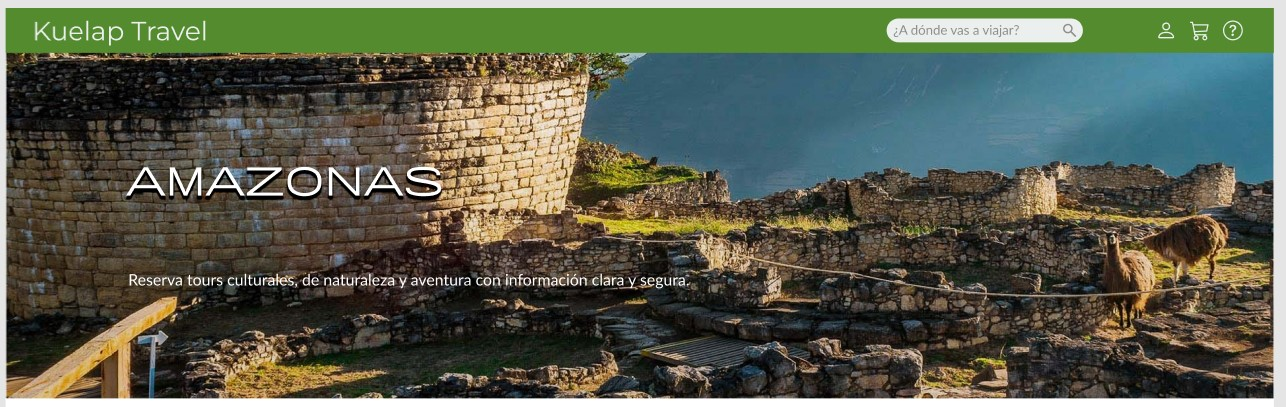 Kuelap Travel
¿A dónde vas a viajar?
AMAZONAS
Reserva tours culturales, de naturaleza y aventura con información clara y segura.